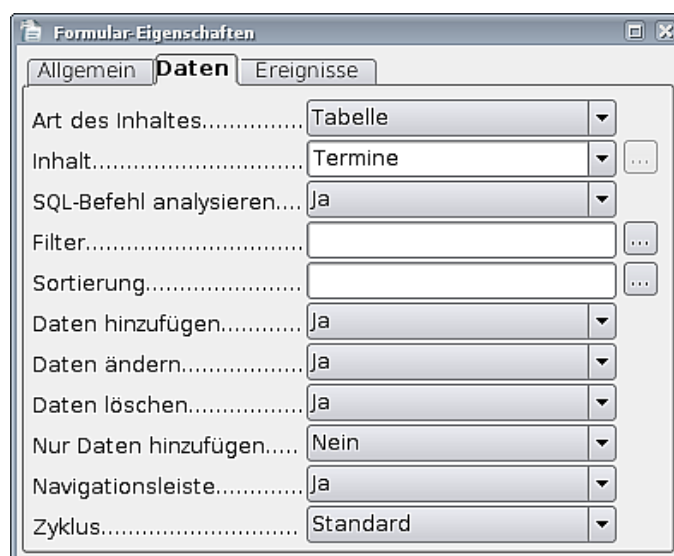 Formular-Eigenschaften
Allgemein Daten Ereignisse
Art des Inhaltes............... Tabelle
Inhalt.............................. Termine ...
SQL-Befehl analysieren.... Ja
Filter............................... ...
Sortierung....................... ...
Daten hinzufügen............ Ja
Daten ändern.................. Ja
Daten löschen................. Ja
Nur Daten hinzufügen..... Nein
Navigationsleiste............. Ja
Zyklus............................ Standard